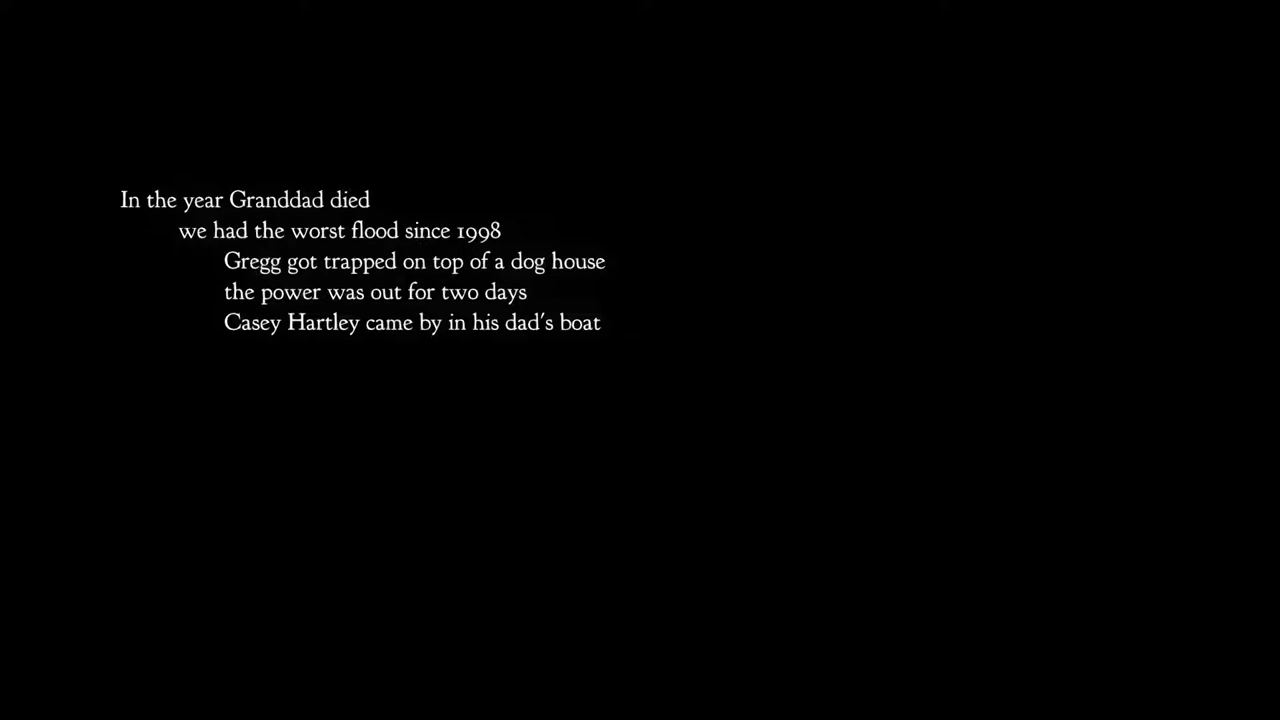 In the year Granddad died
we had the worst flood since 1998
Gregg got trapped on top of a dog house
the power was out for two days
Casey Hartley came by in his dad's boat